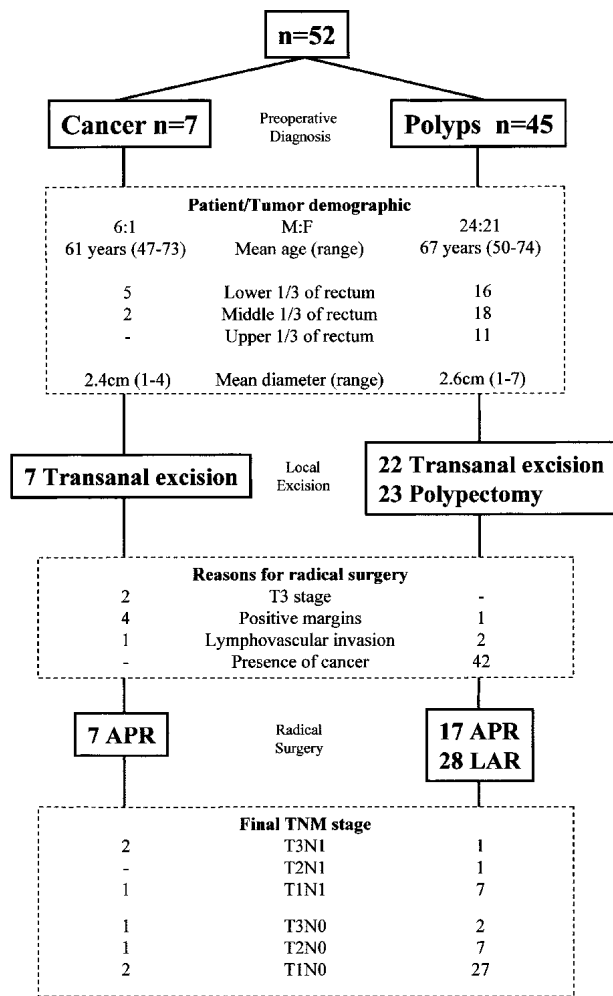 n=52
Cancer n=7 Preoperative Diagnosis Polyps n=45
Patient/Tumor demographic
6:1 M:F 24:21
61 years (47-73) Mean age (range) 67 years (50-74)
5 Lower 1/3 of rectum 16
2 Middle 1/3 of rectum 18
- Upper 1/3 of rectum 11
2.4cm (1-4) Mean diameter (range) 2.6cm (1-7)
7 Transanal excision Local Excision 22 Transanal excision
23 Polypectomy
Reasons for radical surgery
2 T3 stage -
4 Positive margins 1
1 Lymphovascular invasion 2
- Presence of cancer 42
7 APR Radical Surgery 17 APR
28 LAR
Final TNM stage
2 T3N1 1
- T2N1 1
1 T1N1 7
1 T3N0 2
1 T2N0 7
2 T1N0 27